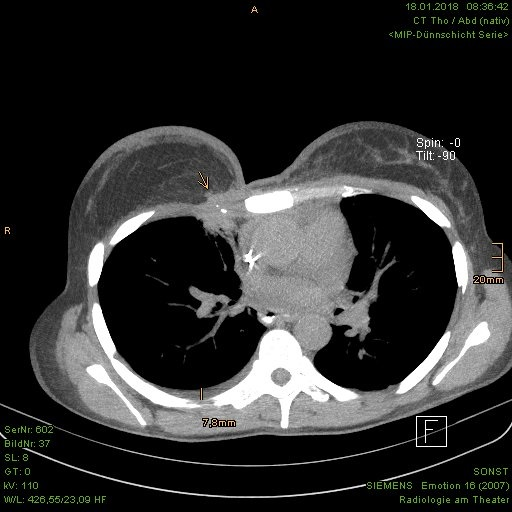 18.01.2018 08:36:42
A
CT Tho / Abd (nativ)
<MIP-Dünnschicht Serie>
Spin: -0
Tilt: -90
R
20mm
7,8mm
F
SerNr: 602
BildNr: 37
SL: 8
GT: 0
kV: 110
W/L: 426,55/23,09 HF
SONST
SIEMENS Emotion 16 (2007)
Radiologie am Theater